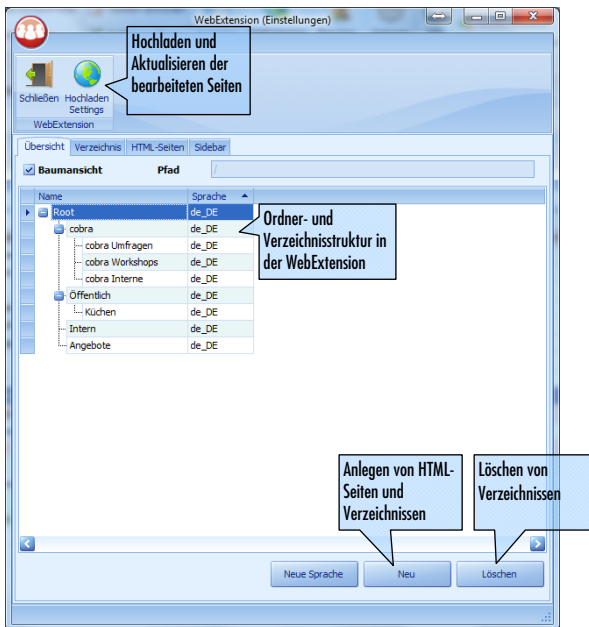 WebExtension (Einstellungen)
Hochladen und
Aktualisieren der
bearbeiteten Seiten
Schließen Hochladen
Settings
WebExtension
Übersicht Verzeichnis HTML-Seiten Sidebar
Baumansicht Pfad /
Name Sprache
Root de_DE
cobra de_DE
cobra Umfragen de_DE
cobra Workshops de_DE
cobra Interne de_DE
Öffentlich de_DE
Küchen de_DE
Intern de_DE
Angebote de_DE
Ordner- und
Verzeichnisstruktur in
der WebExtension
Anlegen von HTML-
Seiten und
Verzeichnissen
Löschen von
Verzeichnissen
Neue Sprache Neu Löschen